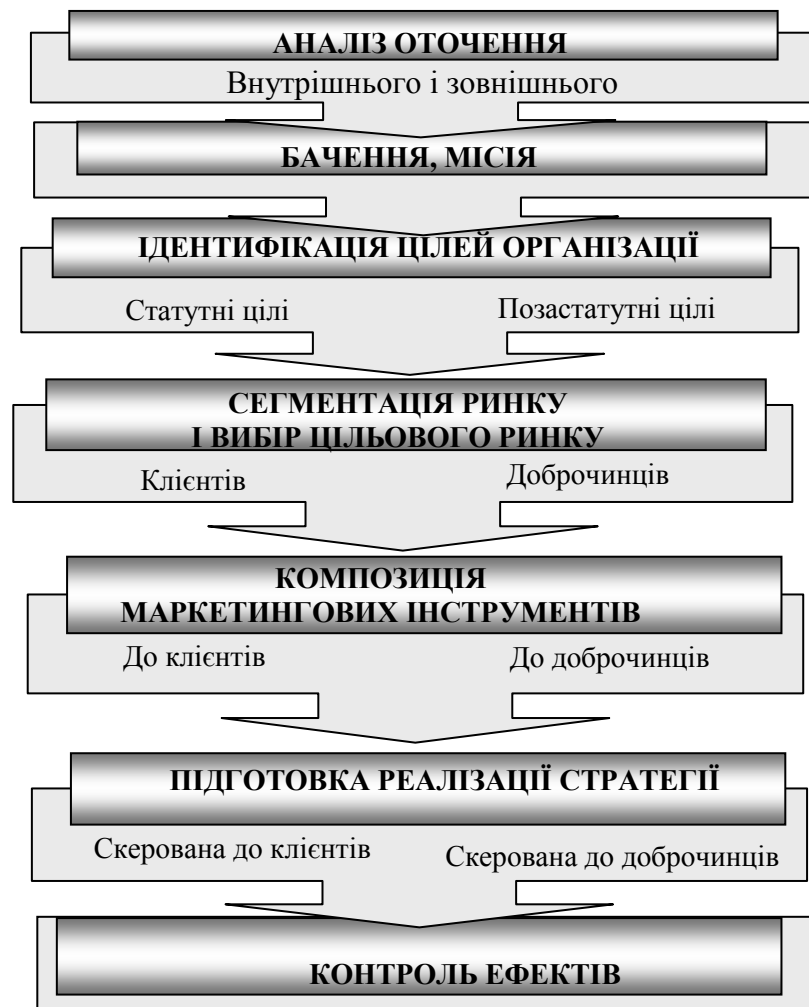 АНАЛІЗ ОТОЧЕННЯ
Внутрішнього і зовнішнього
БАЧЕННЯ, МІСІЯ
ІДЕНТИФІКАЦІЯ ЦІЛЕЙ ОРГАНІЗАЦІЇ
Статутні цілі Позастатутні цілі
СЕГМЕНТАЦІЯ РИНКУ
І ВИБІР ЦІЛЬОВОГО РИНКУ
Клієнтів Доброчинців
КОМПОЗИЦІЯ
МАРКЕТИНГОВИХ ІНСТРУМЕНТІВ
До клієнтів До доброчинців
ПІДГОТОВКА РЕАЛІЗАЦІЇ СТРАТЕГІЇ
Скерована до клієнтів Скерована до доброчинців
КОНТРОЛЬ ЕФЕКТІВ